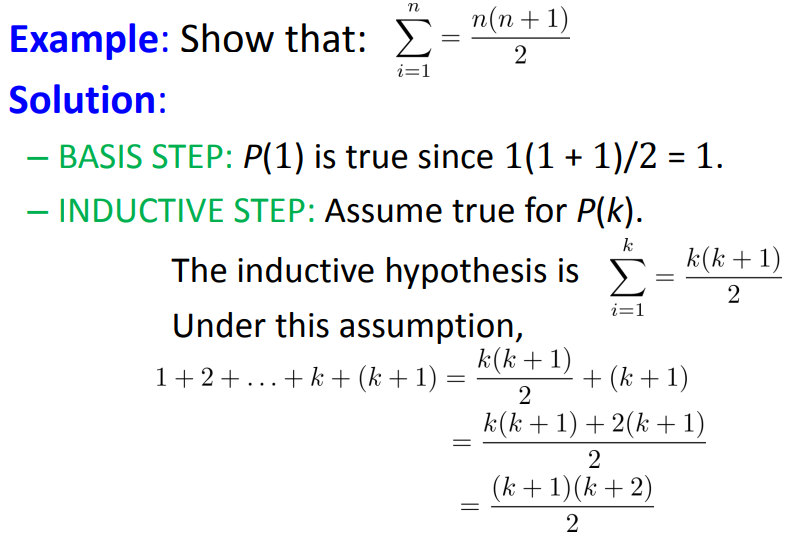 Example: Show that: \sum_{i=1}^{n} = \frac{n(n+1)}{2}
Solution:
– BASIS STEP: P(1) is true since 1(1 + 1)/2 = 1.
– INDUCTIVE STEP: Assume true for P(k).
The inductive hypothesis is \sum_{i=1}^{k} = \frac{k(k+1)}{2}
Under this assumption,
1 + 2 + \ldots + k + (k+1) = \frac{k(k+1)}{2} + (k+1)
= \frac{k(k+1) + 2(k+1)}{2}
= \frac{(k+1)(k+2)}{2}